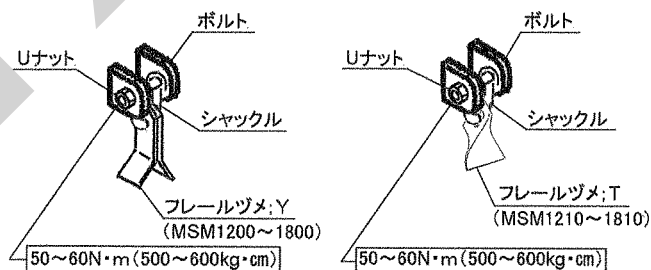 ボルト
Uナット
シャックル
フレールヅメ;Y
(MSM1200～1800)
50～60N・m(500～600kg・cm)
ボルト
Uナット
シャックル
フレールヅメ;T
(MSM1210～1810)
50～60N・m(500～600kg・cm)